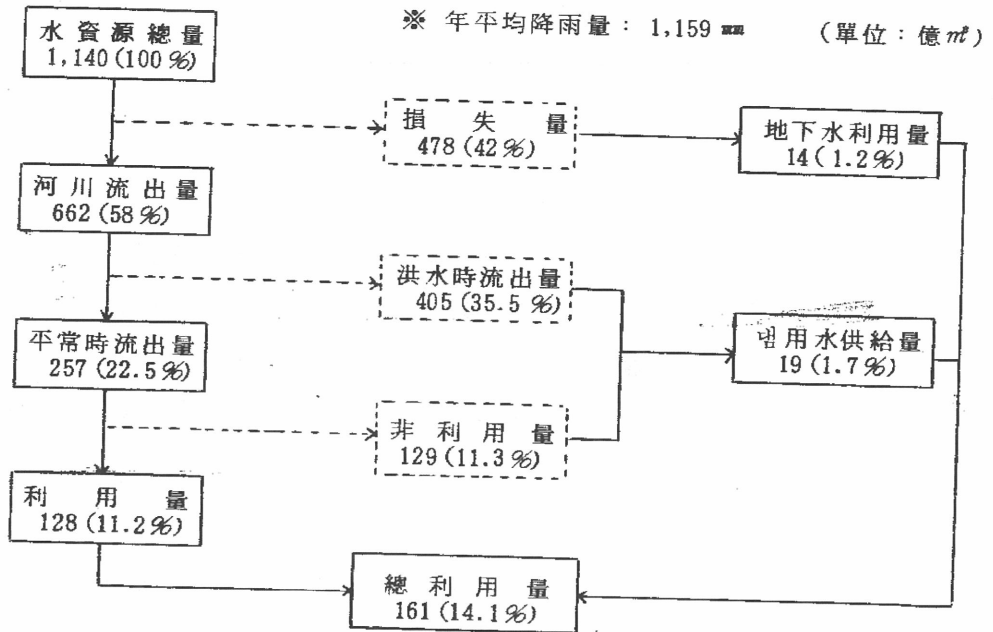 ※ 年平均降雨量 : 1,159 ㎜
(單位 : 億㎥)
水資源總量
1,140 (100 %)
損失量
478 (42 %)
地下水利用量
14 (1.2 %)
河川流出量
662 (58 %)
洪水時流出量
405 (35.5 %)
平常時流出量
257 (22.5 %)
댐用水供給量
19 (1.7 %)
非利用量
129 (11.3 %)
利用量
128 (11.2 %)
總利用量
161 (14.1 %)